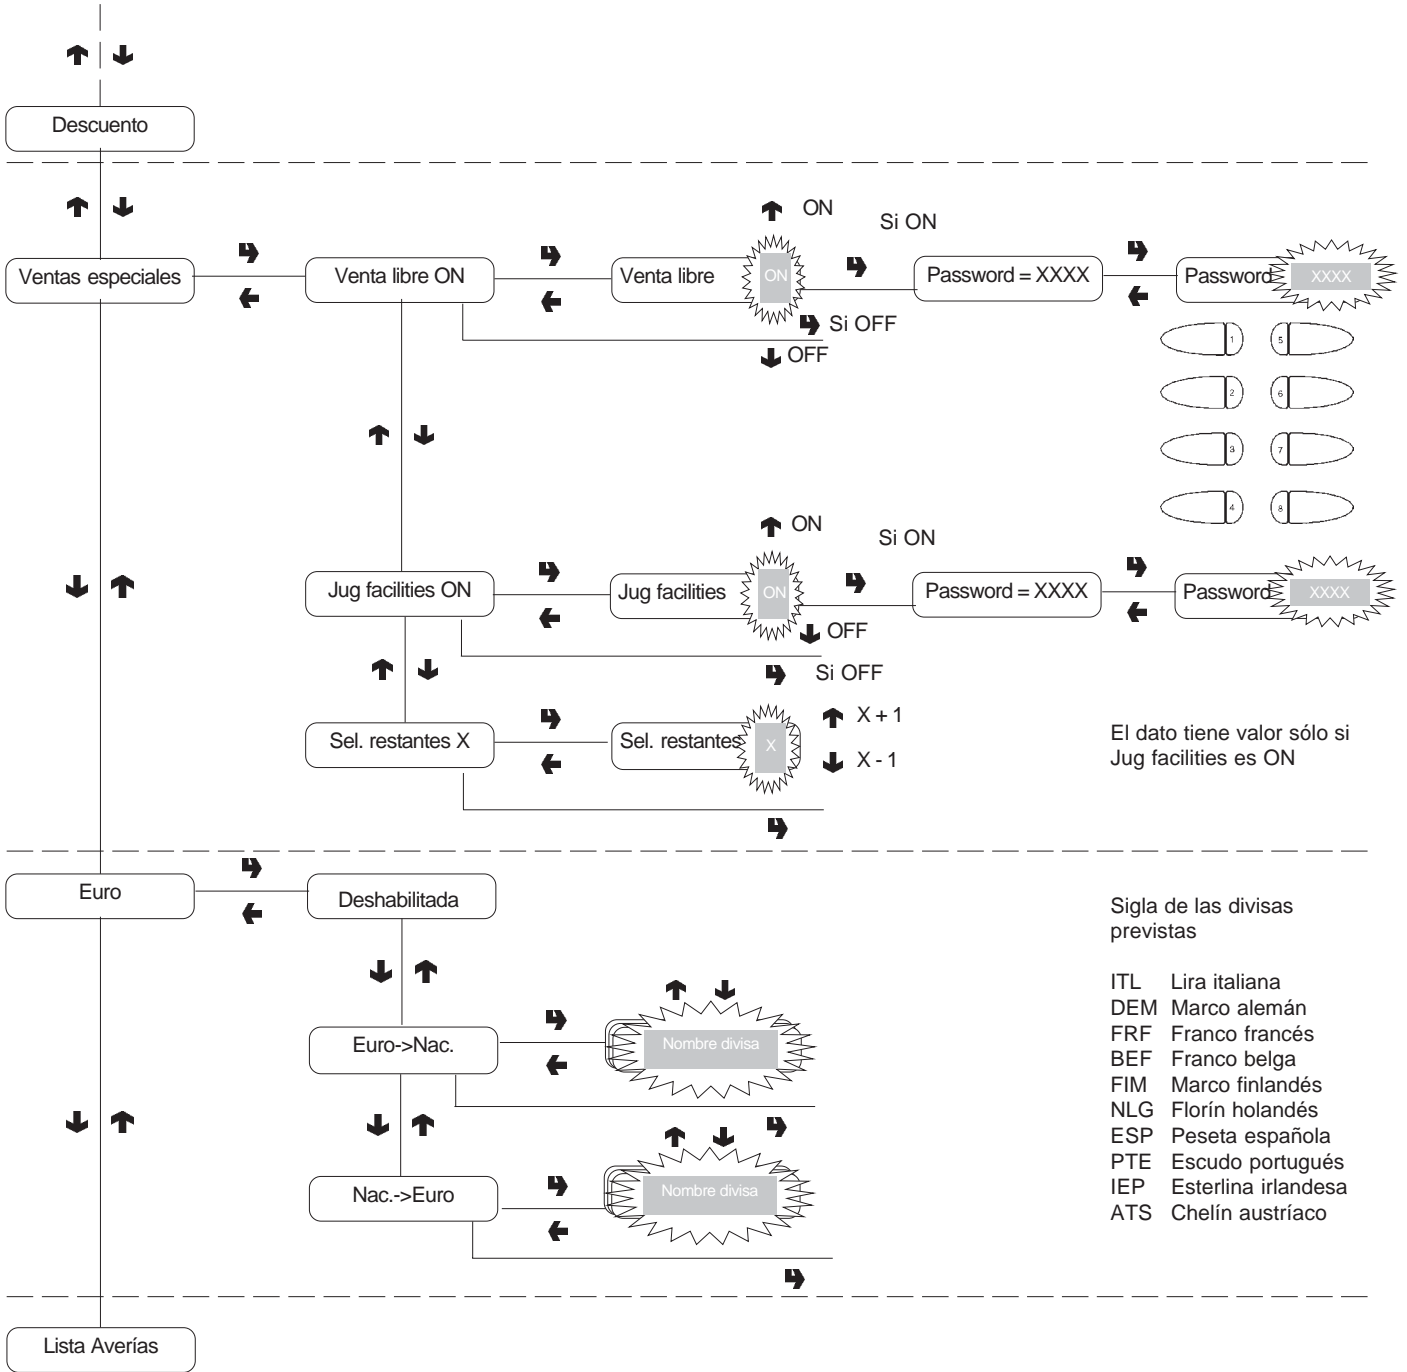 Descuento
ON
Si ON
Ventas especiales
Venta libre ON
Venta libre
ON
Password = XXXX
Password
XXXX
Si OFF
OFF
1
5
2
6
3
7
4
8
ON
Si ON
Jug facilities ON
Jug facilities
ON
Password = XXXX
Password
XXXX
OFF
Si OFF
Sel. restantes X
Sel. restantes
X
X + 1
X - 1
El dato tiene valor sólo si
Jug facilities es ON
Euro
Deshabilitada
Sigla de las divisas
previstas
ITL Lira italiana
DEM Marco alemán
FRF Franco francés
BEF Franco belga
FIM Marco finlandés
NLG Florín holandés
ESP Peseta española
PTE Escudo portugués
IEP Esterlina irlandesa
ATS Chelín austríaco
Euro->Nac.
Nombre divisa
Nac.->Euro
Nombre divisa
Lista Averías